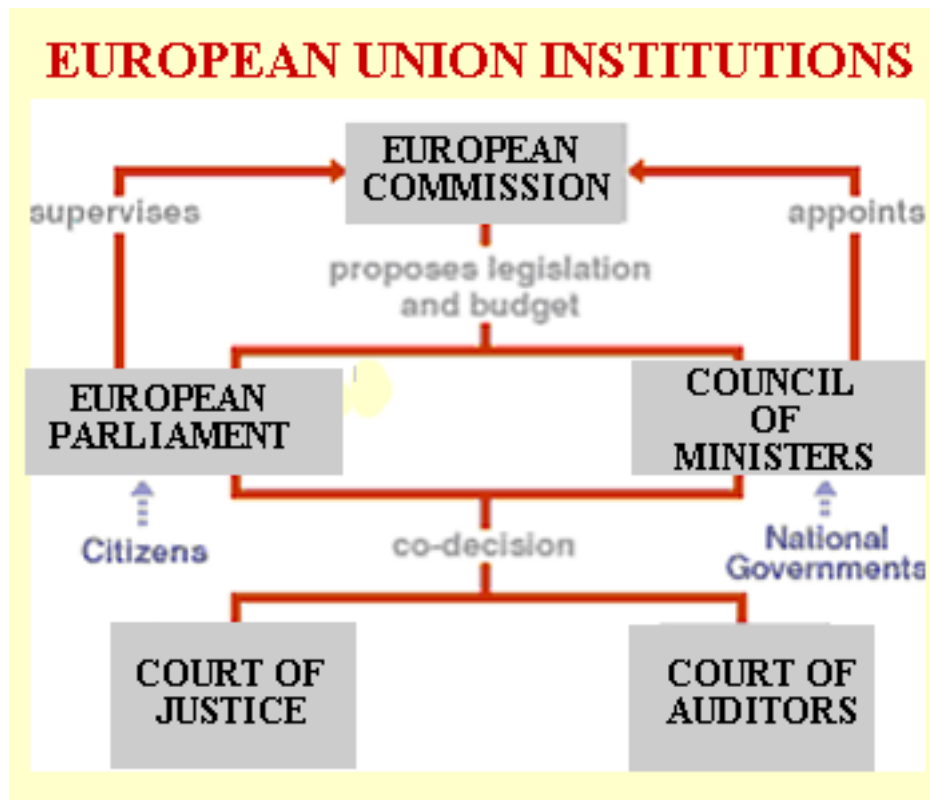 EUROPEAN UNION INSTITUTIONS
EUROPEAN
COMMISSION
supervises
appoints
proposes legislation
and budget
EUROPEAN
PARLIAMENT
COUNCIL
OF
MINISTERS
Citizens
co-decision
National
Governments
COURT OF
JUSTICE
COURT OF
AUDITORS